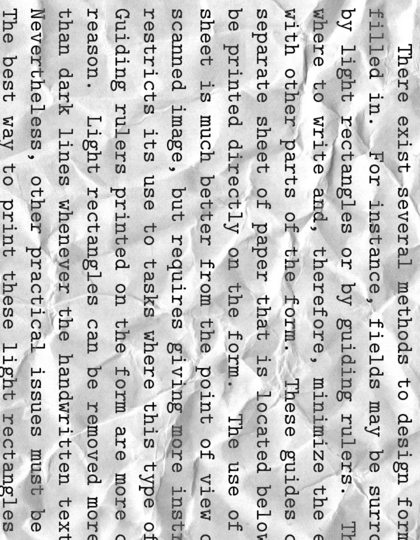 There exist several methods to design form
filled in. For instance, fields may be surro
by light rectangles or by guiding rulers. Th
where to write and, therefore, minimize the e
with other parts of the form. These guides c
separate sheet of paper that is located below
be printed directly on the form. The use of
sheet is much better from the point of view o
scanned image, but requires giving more instr
restricts its use to tasks where this type of
Guiding rulers printed on the form are more c
reason. Light rectangles can be removed more
than dark lines whenever the handwritten text
Nevertheless, other practical issues must be
The best way to print these light rectangles